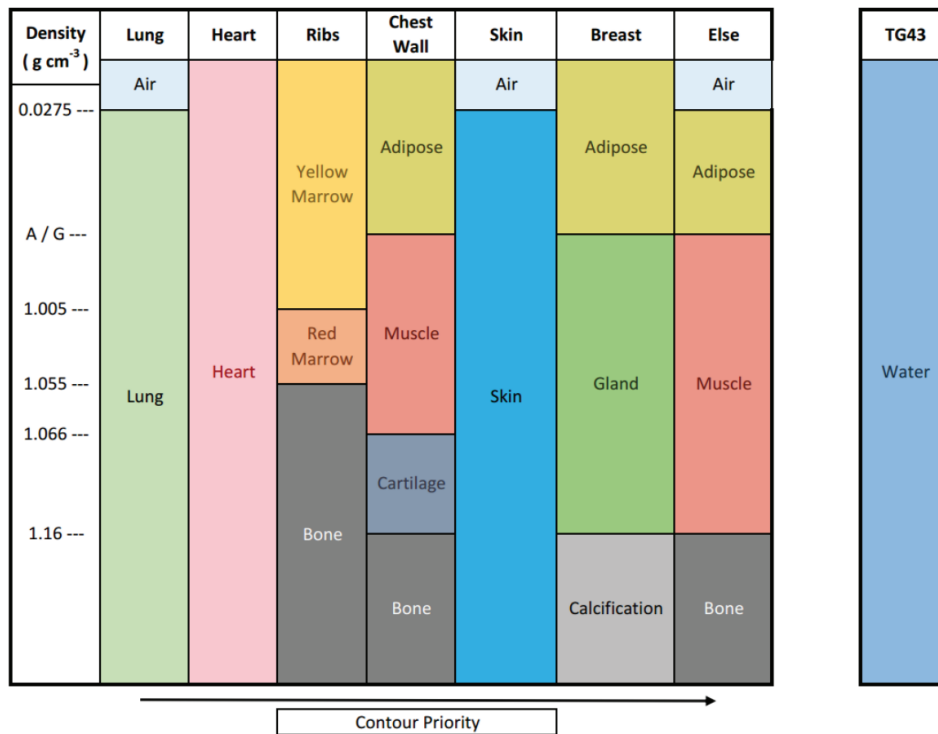 Density
( g cm⁻³ )
Lung
Heart
Ribs
Chest
Wall
Skin
Breast
Else
TG43
Air
Air
Air
0.0275 ---
Adipose
Adipose
Yellow
Marrow
Adipose
A / G ---
1.005 ---
Red
Marrow
Muscle
Heart
Water
1.055 ---
Lung
Skin
Gland
Muscle
1.066 ---
Cartilage
1.16 ---
Bone
Bone
Calcification
Bone
Contour Priority